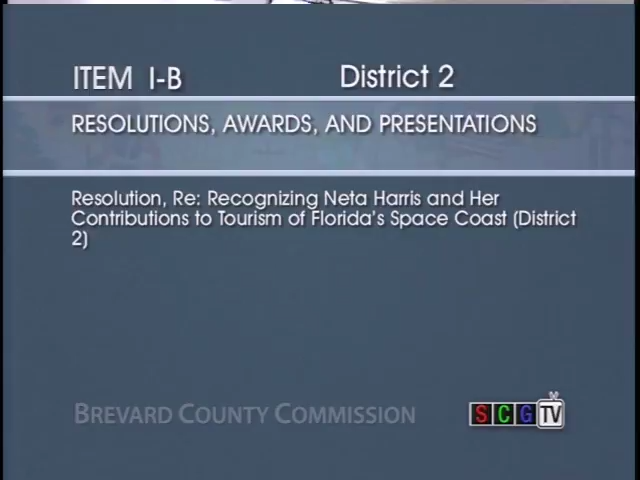 ITEM I-B District 2
RESOLUTIONS, AWARDS, AND PRESENTATIONS
Resolution, Re: Recognizing Neta Harris and Her
Contributions to Tourism of Florida's Space Coast (District
2)
BREVARD COUNTY COMMISSION
SCGTV